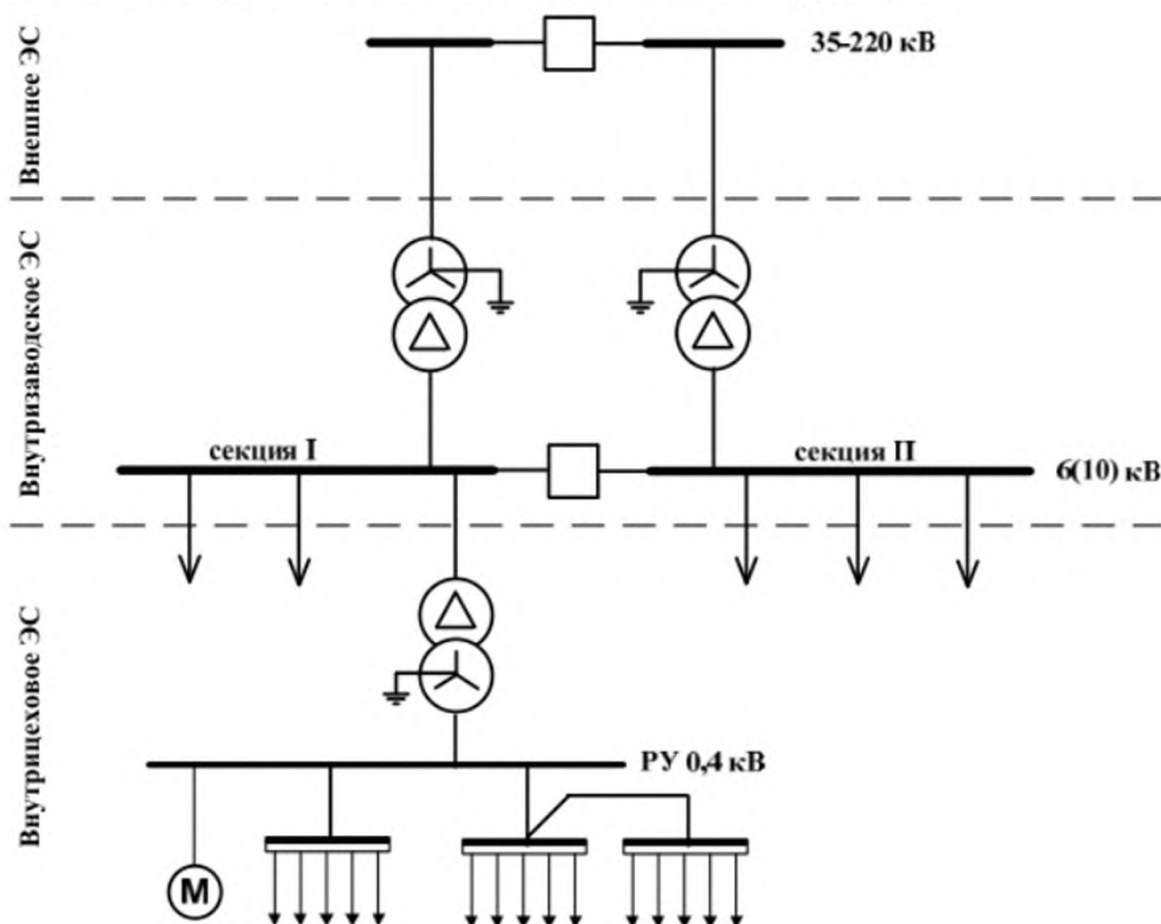 35-220 кВ
Внешнее ЭС
Внутризаводское ЭС
секция I
секция II
6(10) кВ
Внутрицеховое ЭС
РУ 0,4 кВ
М